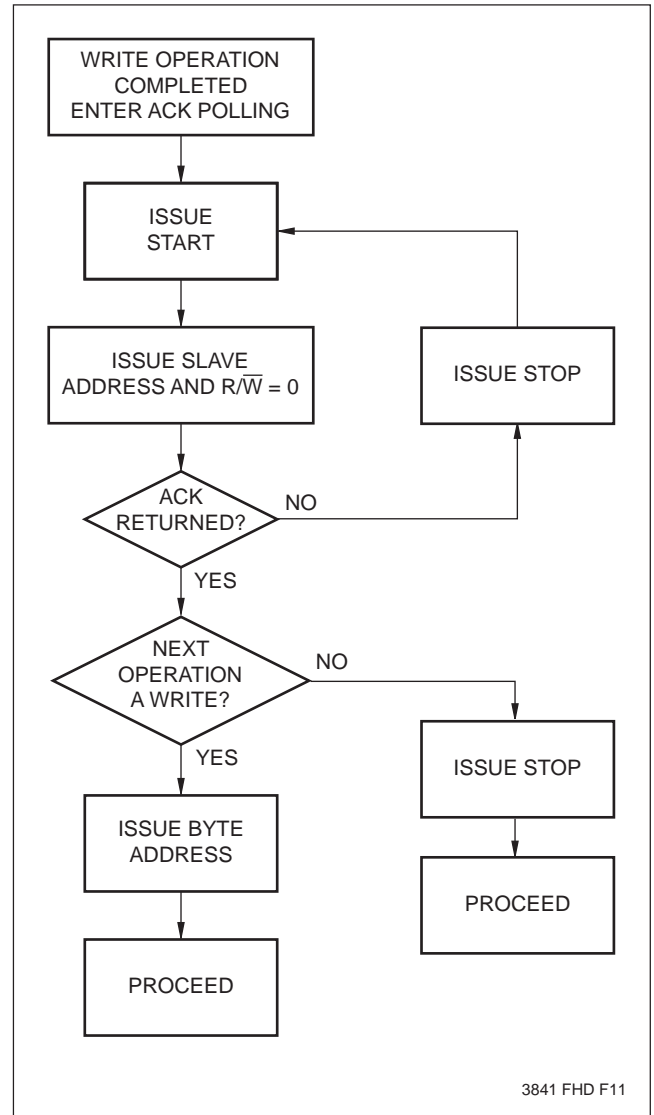 WRITE OPERATION
COMPLETED
ENTER ACK POLLING
ISSUE
START
ISSUE SLAVE
ADDRESS AND R/W̅ = 0
ISSUE STOP
ACK
RETURNED?
NO
YES
NEXT
OPERATION
A WRITE?
NO
YES
ISSUE STOP
ISSUE BYTE
ADDRESS
PROCEED
PROCEED
3841 FHD F11